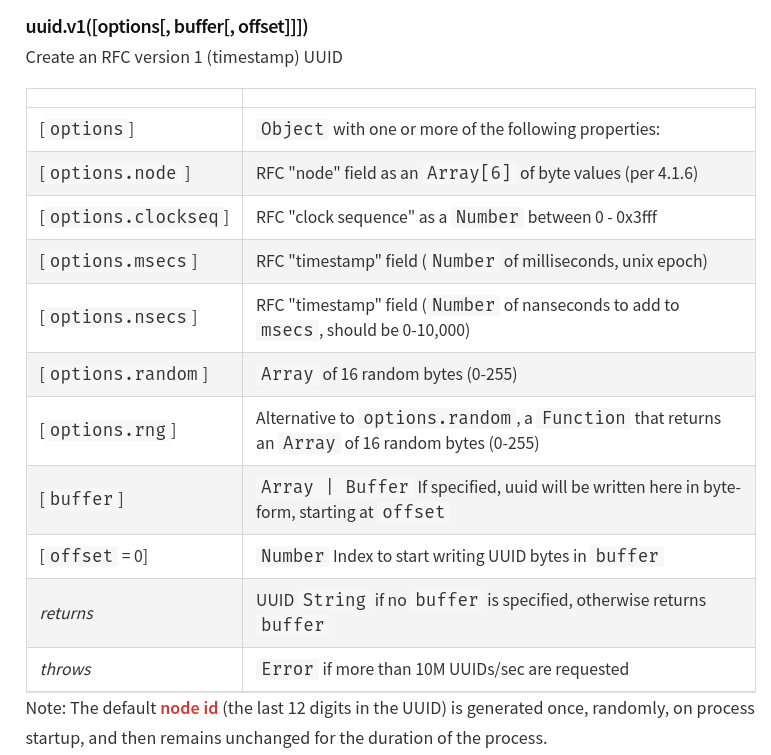 uuid.v1([options[, buffer[, offset]]])
Create an RFC version 1 (timestamp) UUID
[ options ]
Object with one or more of the following properties:
[ options.node ]
RFC "node" field as an Array[6] of byte values (per 4.1.6)
[ options.clockseq ]
RFC "clock sequence" as a Number between 0 - 0x3fff
[ options.msecs ]
RFC "timestamp" field ( Number of milliseconds, unix epoch)
[ options.nsecs ]
RFC "timestamp" field ( Number of nanseconds to add to
msecs , should be 0-10,000)
[ options.random ]
Array of 16 random bytes (0-255)
[ options.rng ]
Alternative to options.random , a Function that returns
an Array of 16 random bytes (0-255)
[ buffer ]
Array | Buffer If specified, uuid will be written here in byte-
form, starting at offset
[ offset = 0]
Number Index to start writing UUID bytes in buffer
returns
UUID String if no buffer is specified, otherwise returns
buffer
throws
Error if more than 10M UUIDs/sec are requested
Note: The default node id (the last 12 digits in the UUID) is generated once, randomly, on process
startup, and then remains unchanged for the duration of the process.